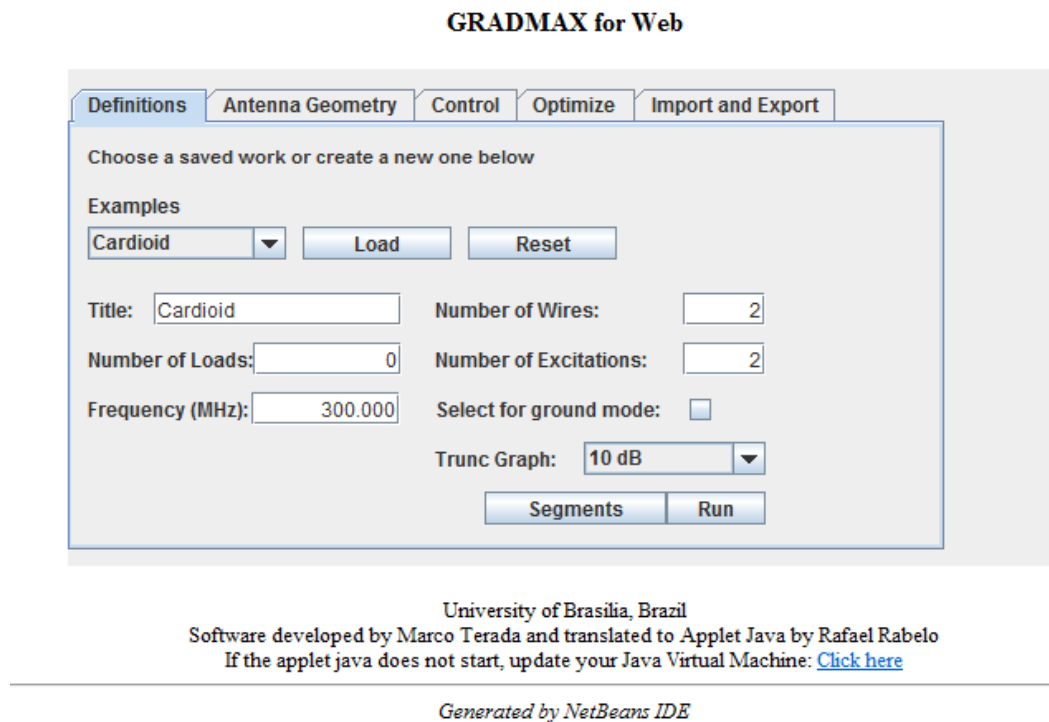 GRADMAX for Web
Definitions Antenna Geometry Control Optimize Import and Export
Choose a saved work or create a new one below
Examples
Cardioid Load Reset
Title: Cardioid Number of Wires: 2
Number of Loads: 0 Number of Excitations: 2
Frequency (MHz): 300.000 Select for ground mode:
Trunc Graph: 10 dB
Segments Run
University of Brasilia, Brazil
Software developed by Marco Terada and translated to Applet Java by Rafael Rabelo
If the applet java does not start, update your Java Virtual Machine: Click here
Generated by NetBeans IDE